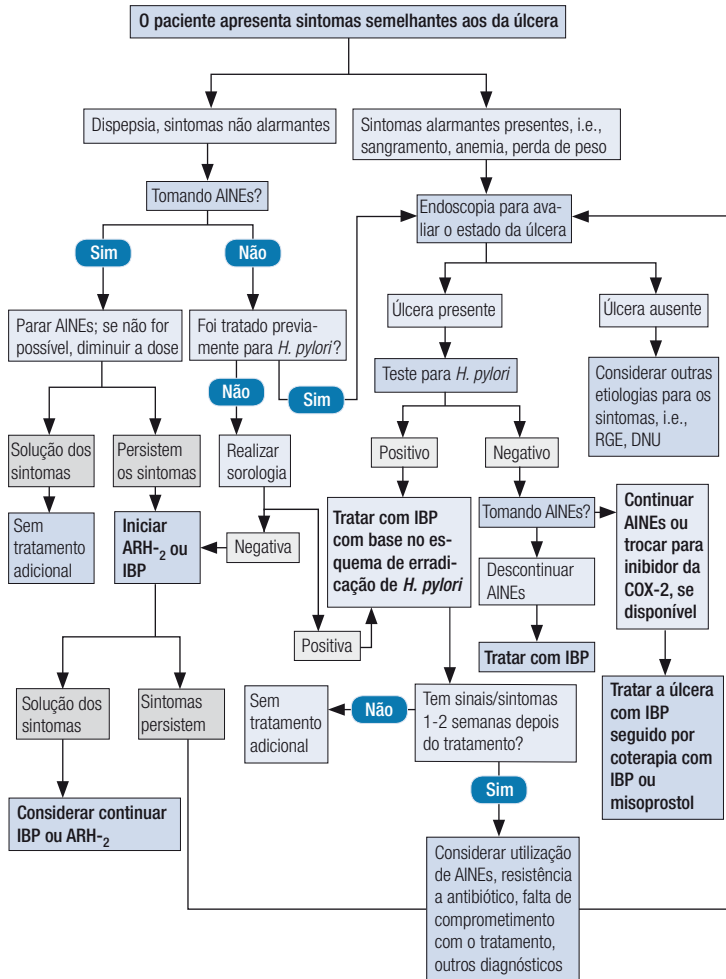 O paciente apresenta sintomas semelhantes aos da úlcera
Dispepsia, sintomas não alarmantes
Sintomas alarmantes presentes, i.e.,
sangramento, anemia, perda de peso
Tomando AINEs?
Endoscopia para ava-
liar o estado da úlcera
Sim
Não
Parar AINEs; se não for
possível, diminuir a dose
Foi tratado previa-
mente para H. pylori?
Úlcera presente
Úlcera ausente
Não
Sim
Teste para H. pylori
Considerar outras
etiologias para os
sintomas, i.e.,
RGE, DNU
Solução dos
sintomas
Persistem
os sintomas
Realizar
sorologia
Positivo
Negativo
Sem
tratamento
adicional
Iniciar
ARH-2 ou
IBP
Negativa
Positiva
Tratar com IBP
com base no es-
quema de erradi-
cação de H. pylori
Tomando AINEs?
Continuar
AINEs ou
trocar para
inibidor da
COX-2, se
disponível
Descontinuar
AINEs
Tratar com IBP
Solução dos
sintomas
Sintomas
persistem
Sem
tratamento
adicional
Não
Tem sinais/sintomas
1-2 semanas depois
do tratamento?
Tratar a úlcera
com IBP
seguido por
coterapia com
IBP ou
misoprostol
Sim
Considerar continuar
IBP ou ARH-2
Considerar utilização
de AINEs, resistência
a antibiótico, falta de
comprometimento
com o tratamento,
outros diagnósticos